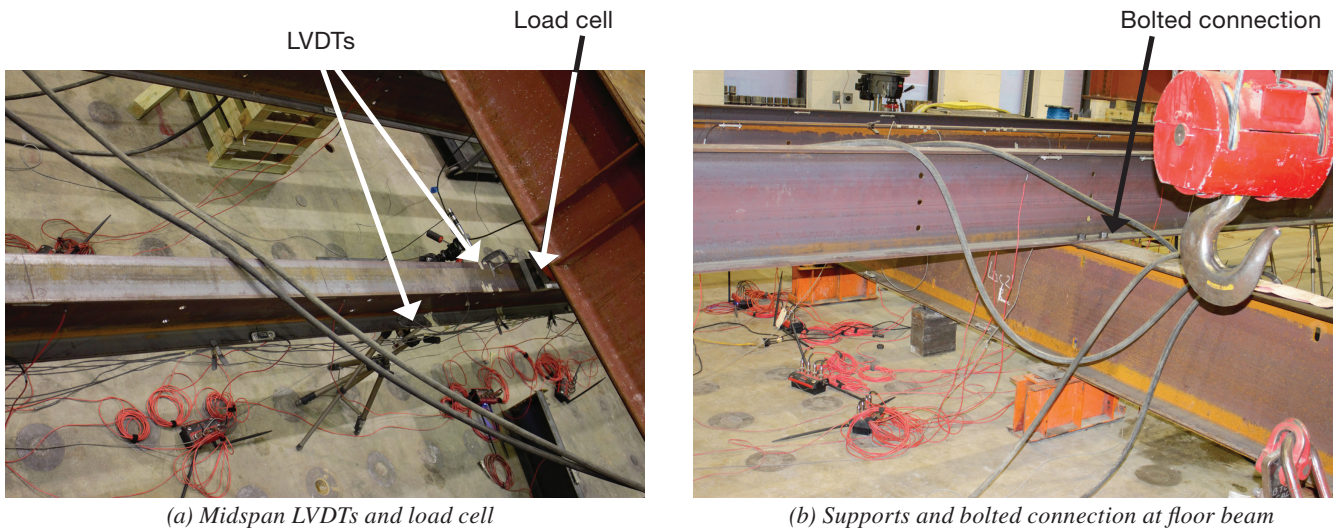 Load cell
LVDTs
Bolted connection
(a) Midspan LVDTs and load cell
(b) Supports and bolted connection at floor beam